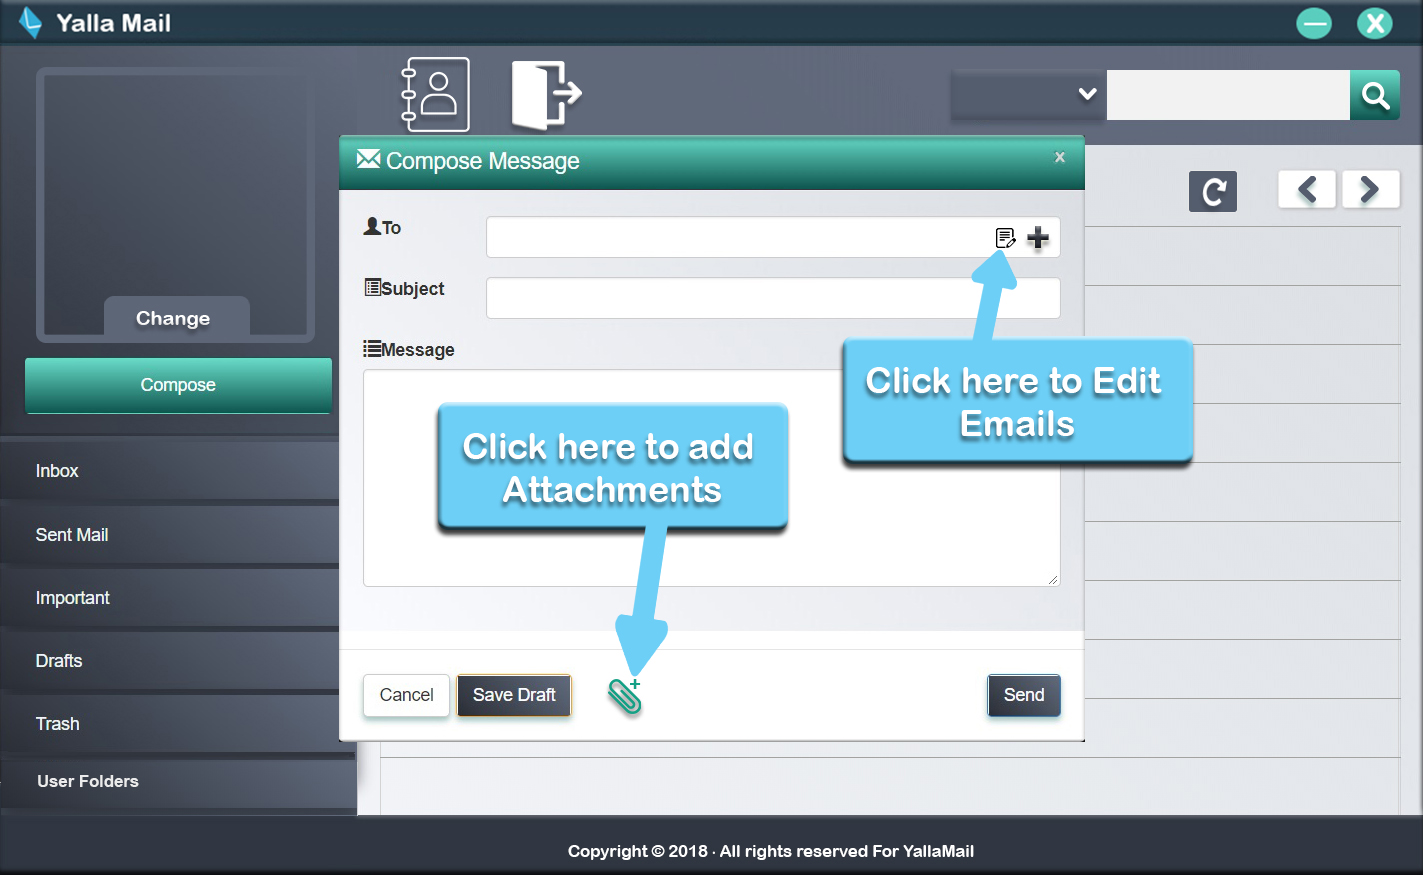 Yalla Mail
Change
Compose
Inbox
Sent Mail
Important
Drafts
Trash
User Folders
Compose Message
x
To
Subject
Message
Click here to Edit
Emails
Click here to add
Attachments
Cancel
Save Draft
Send
Copyright © 2018 · All rights reserved For YallaMail